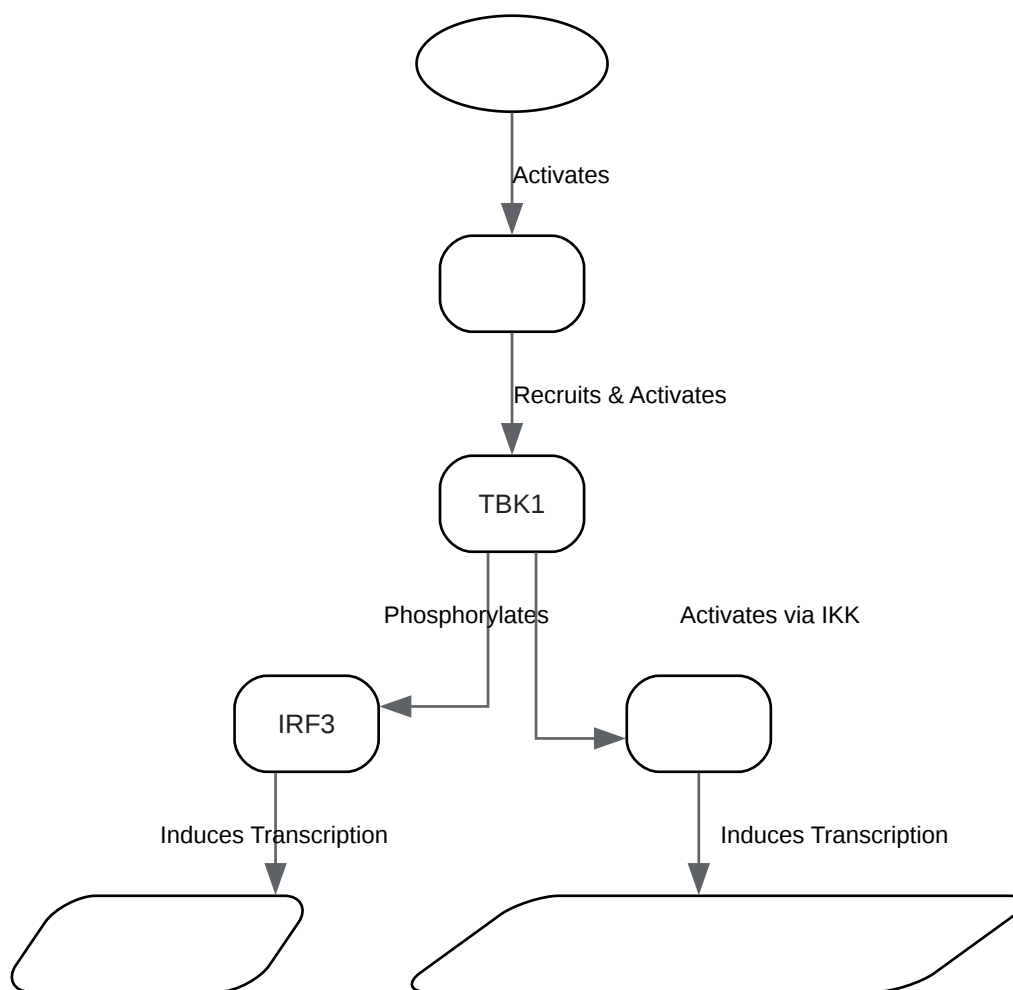 Activates
Recruits & Activates
TBK1
Phosphorylates
Activates via IKK
IRF3
Induces Transcription
Induces Transcription